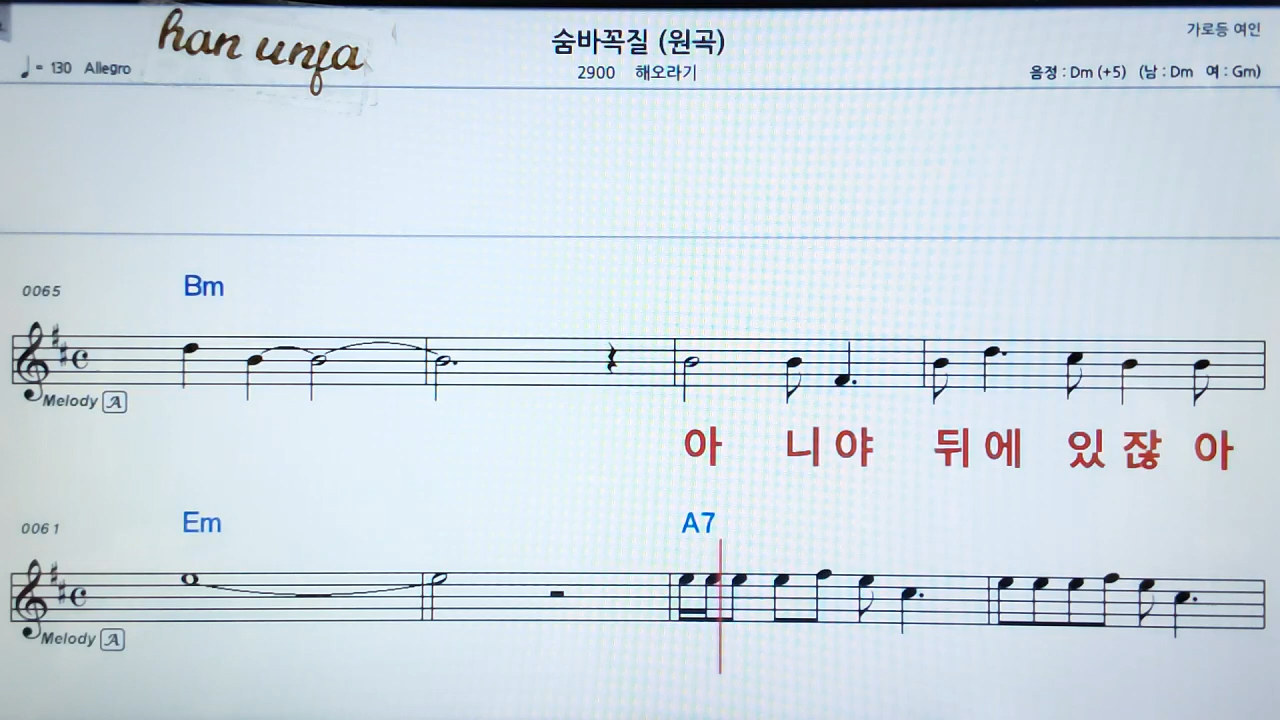 han unfa
숨바꼭질 (원곡)
가로등 여인
♩= 130 Allegro
2900 해오라기
음정 : Dm (+5) (남 : Dm 여 : Gm)
0065
Bm
Melody A
아 니 야 뒤 에 있 잖 아
0061
Em
A7
Melody A